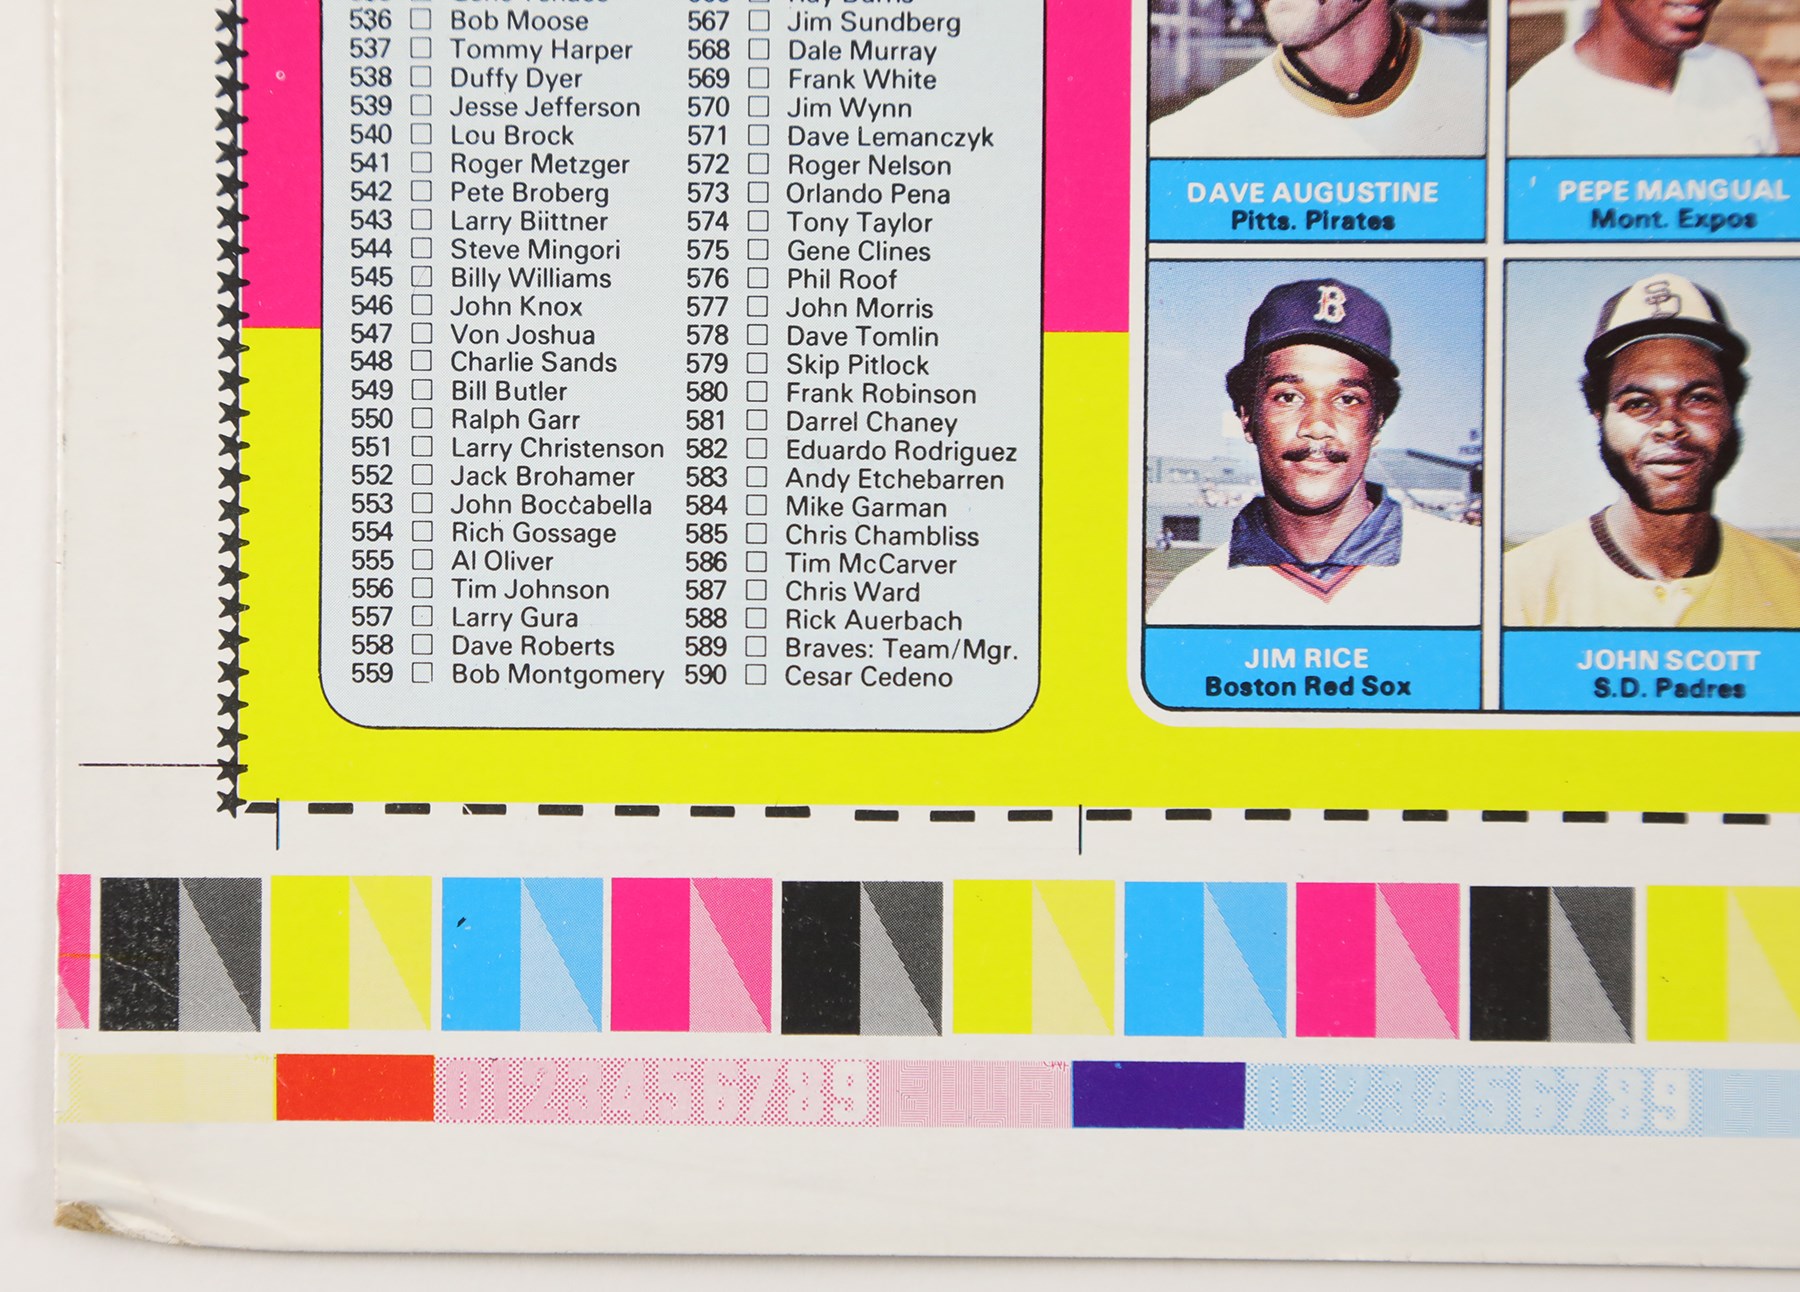 536 Bob Moose
537 Tommy Harper
538 Duffy Dyer
539 Jesse Jefferson
540 Lou Brock
541 Roger Metzger
542 Pete Broberg
543 Larry Biittner
544 Steve Mingori
545 Billy Williams
546 John Knox
547 Von Joshua
548 Charlie Sands
549 Bill Butler
550 Ralph Garr
551 Larry Christenson
552 Jack Brohamer
553 John Boccabella
554 Rich Gossage
555 Al Oliver
556 Tim Johnson
557 Larry Gura
558 Dave Roberts
559 Bob Montgomery
567 Jim Sundberg
568 Dale Murray
569 Frank White
570 Jim Wynn
571 Dave Lemanczyk
572 Roger Nelson
573 Orlando Pena
574 Tony Taylor
575 Gene Clines
576 Phil Roof
577 John Morris
578 Dave Tomlin
579 Skip Pitlock
580 Frank Robinson
581 Darrel Chaney
582 Eduardo Rodriguez
583 Andy Etchebarren
584 Mike Garman
585 Chris Chambliss
586 Tim McCarver
587 Chris Ward
588 Rick Auerbach
589 Braves: Team/Mgr.
590 Cesar Cedeno
DAVE AUGUSTINE
Pitts. Pirates
PEPE MANGUAL
Mont. Expos
B
SD
JIM RICE
Boston Red Sox
JOHN SCOTT
S.D. Padres
0123456789
0123456789